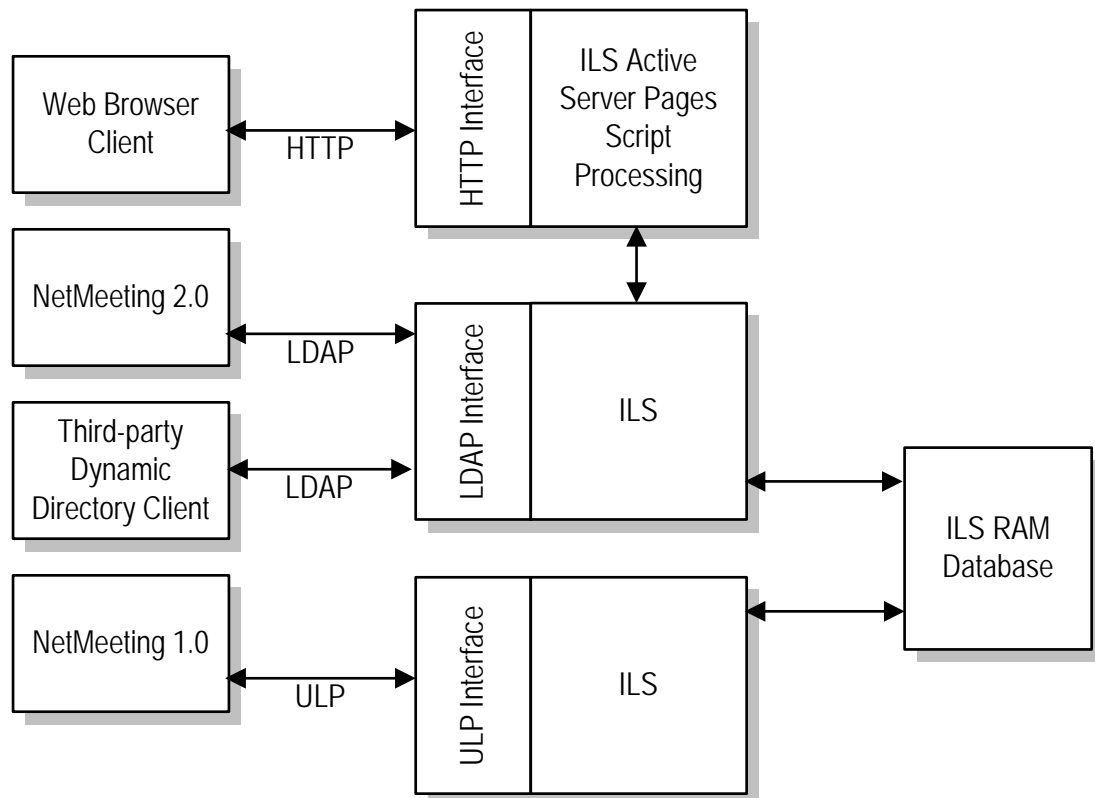 Web Browser
Client
HTTP
HTTP Interface
ILS Active
Server Pages
Script
Processing
NetMeeting 2.0
LDAP
Third-party
Dynamic
Directory Client
LDAP
LDAP Interface
ILS
ILS RAM
Database
NetMeeting 1.0
ULP
ULP Interface
ILS